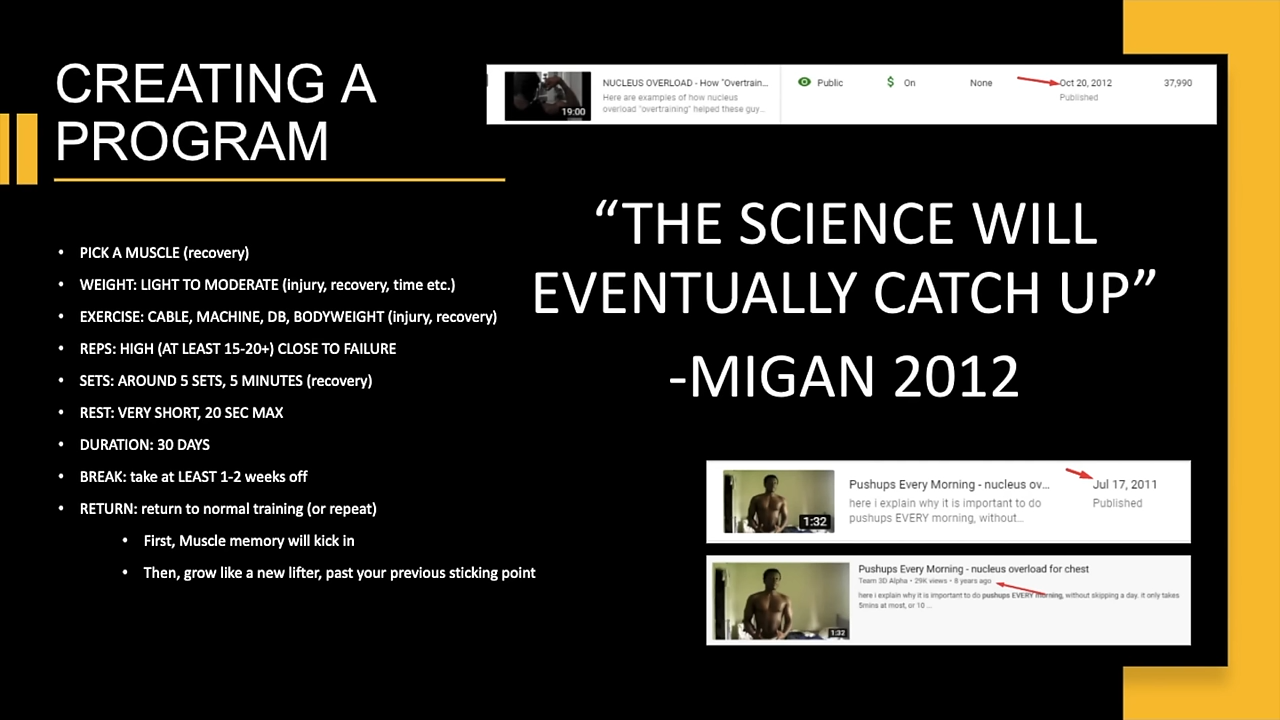 CREATING A
PROGRAM
• PICK A MUSCLE (recovery)
• WEIGHT: LIGHT TO MODERATE (injury, recovery, time etc.)
• EXERCISE: CABLE, MACHINE, DB, BODYWEIGHT (injury, recovery)
• REPS: HIGH (AT LEAST 15-20+) CLOSE TO FAILURE
• SETS: AROUND 5 SETS, 5 MINUTES (recovery)
• REST: VERY SHORT, 20 SEC MAX
• DURATION: 30 DAYS
• BREAK: take at LEAST 1-2 weeks off
• RETURN: return to normal training (or repeat)
• First, Muscle memory will kick in
• Then, grow like a new lifter, past your previous sticking point
19:00
NUCLEUS OVERLOAD - How "Overtrain...
Here are examples of how nucleus
overload "overtraining" helped these guy...
Public
$ On
None
Oct 20, 2012
Published
37,990
“THE SCIENCE WILL
EVENTUALLY CATCH UP”
-MIGAN 2012
1:32
Pushups Every Morning - nucleus ov...
here i explain why it is important to do
pushups EVERY morning, without...
Jul 17, 2011
Published
1:32
Pushups Every Morning - nucleus overload for chest
Team 3D Alpha • 29K views • 8 years ago
here i explain why it is important to do pushups EVERY morning, without skipping a day. it only takes
5mins at most, or 10 ...